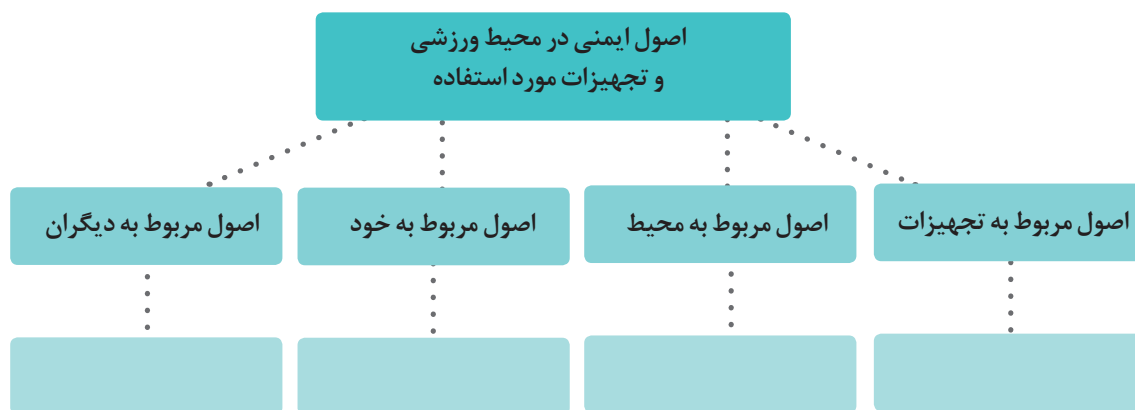 اصول ایمنی در محیط ورزشی
و تجهیزات مورد استفاده
اصول مربوط به تجهیزات
اصول مربوط به محیط
اصول مربوط به خود
اصول مربوط به دیگران